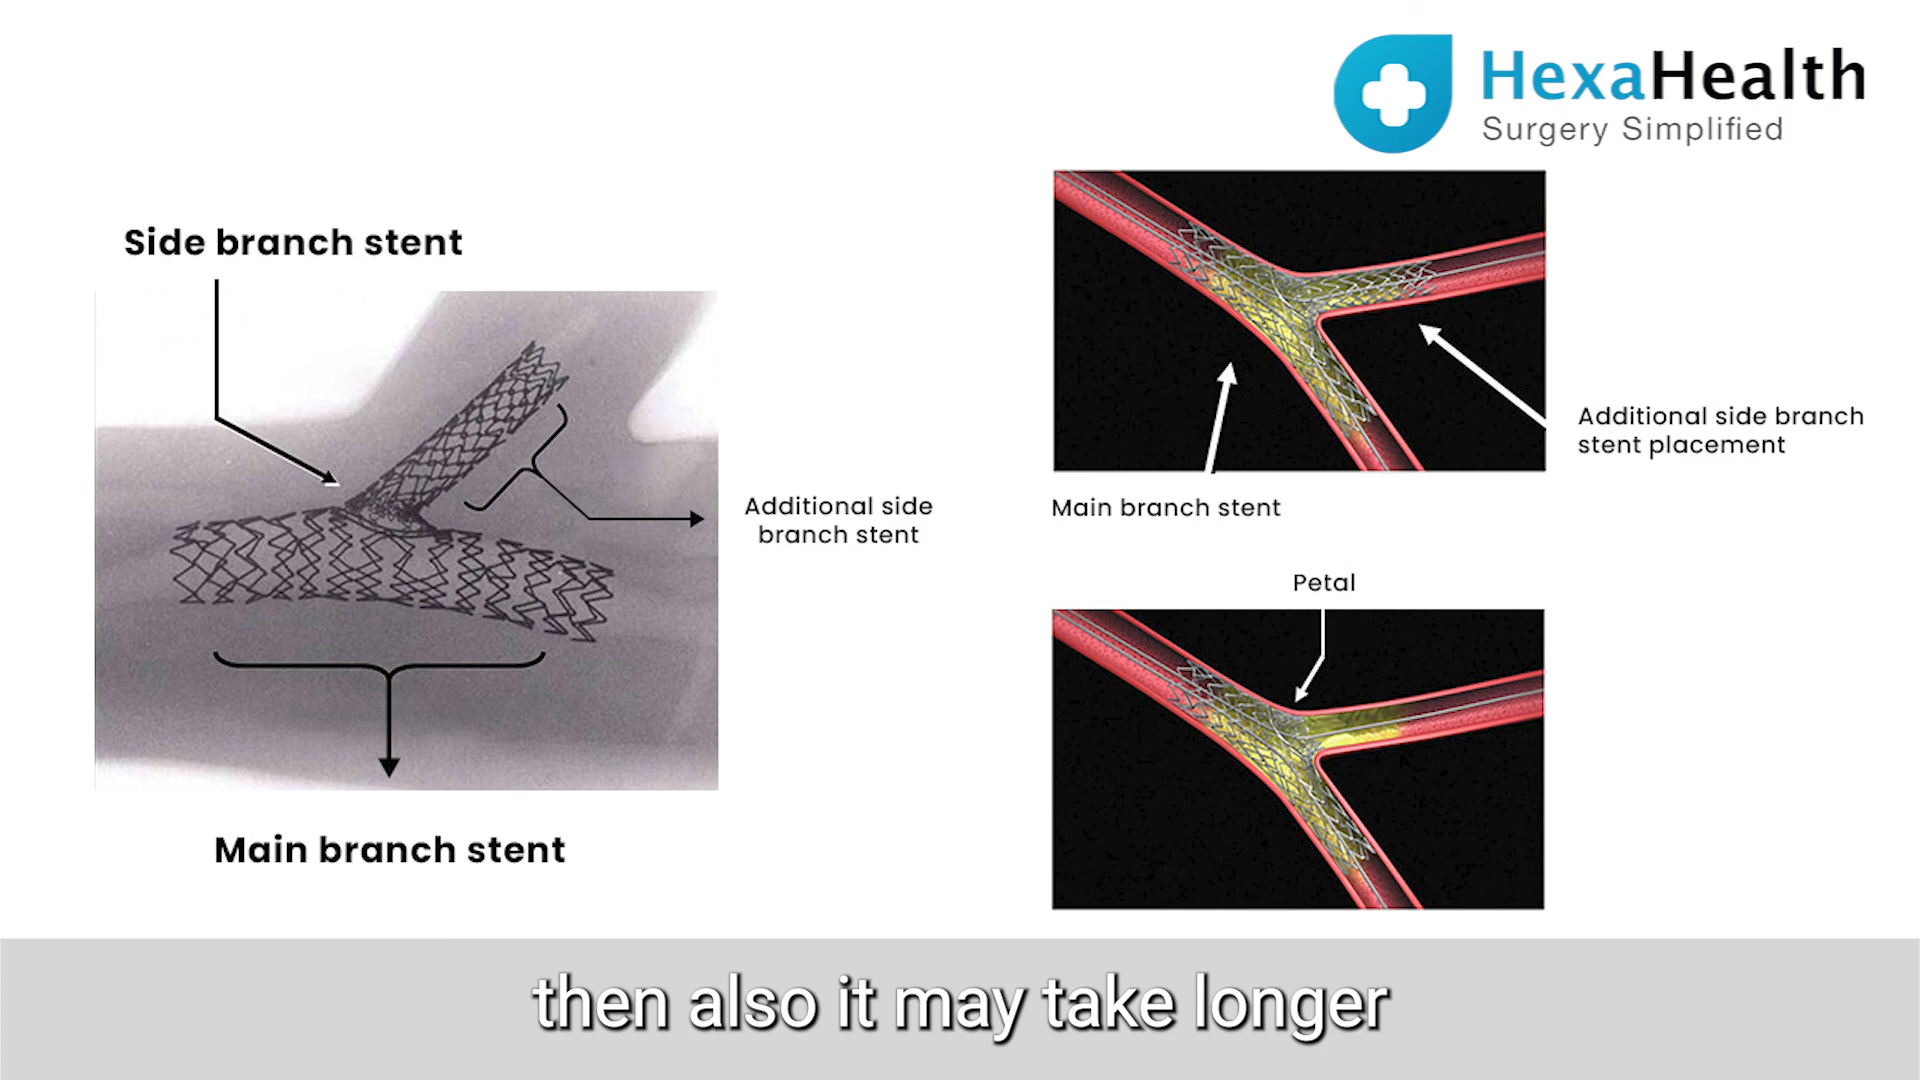 HexaHealth
Surgery Simplified
Side branch stent
Additional side
branch stent
Main branch stent
Additional side branch
stent placement
Main branch stent
Petal
then also it may take longer